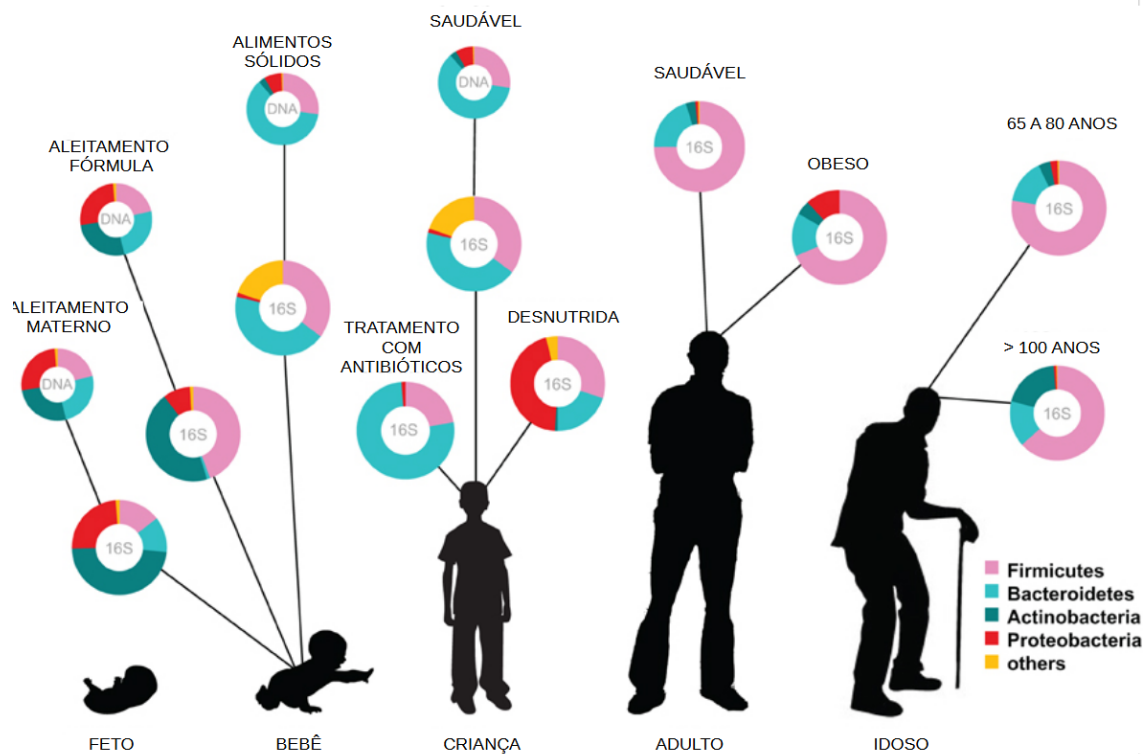 SAUDÁVEL
ALIMENTOS
SÓLIDOS
DNA
DNA
SAUDÁVEL
16S
ALEITAMENTO
FÓRMULA
DNA
65 A 80 ANOS
16S
OBESO
16S
16S
16S
ALEITAMENTO
MATERNO
DNA
TRATAMENTO
COM
ANTIBIÓTICOS
16S
DESNUTRIDA
16S
> 100 ANOS
16S
16S
16S
Firmicutes
Bacteroidetes
Actinobacteria
Proteobacteria
others
FETO
BEBÊ
CRIANÇA
ADULTO
IDOSO